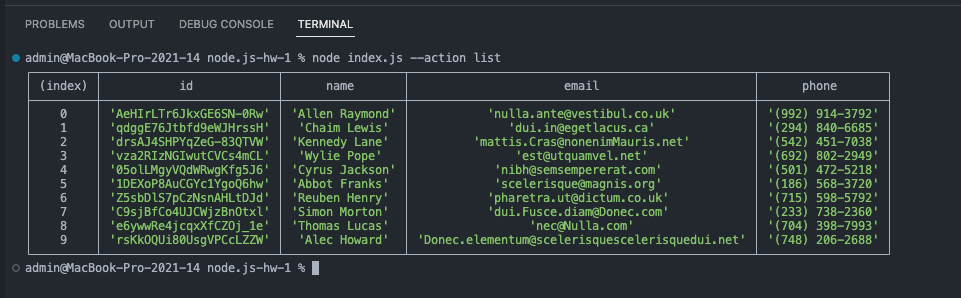 PROBLEMS OUTPUT DEBUG CONSOLE TERMINAL
admin@MacBook-Pro-2021-14 node.js-hw-1 % node index.js --action list
(index) id name email phone
0 'AeHIrLTr6JkxGE6SN-0Rw' 'Allen Raymond' 'nulla.ante@vestibul.co.uk' '(992) 914-3792'
1 'qdggE76Jtbfd9eWJHrssH' 'Chaim Lewis' 'dui.in@egetlacus.ca' '(294) 840-6685'
2 'drsAJ4SHPYqZeG-83QTVW' 'Kennedy Lane' 'mattis.Cras@nonenimMauris.net' '(542) 451-7038'
3 'vza2RIzNGIwutCVCs4mCL' 'Wylie Pope' 'est@utquamvel.net' '(692) 802-2949'
4 '05olLMgyVQdWRwgKfg5J6' 'Cyrus Jackson' 'nibh@semsempererat.com' '(501) 472-5218'
5 '1DEXoP8AuCGYc1YgoQ6hw' 'Abbot Franks' 'scelerisque@magnis.org' '(186) 568-3720'
6 'Z5sbDlS7pCzNsnAHLtDJd' 'Reuben Henry' 'pharetra.ut@dictum.co.uk' '(715) 598-5792'
7 'C9sjBfCo4UJCWjzBnOtxl' 'Simon Morton' 'dui.Fusce.diam@Donec.com' '(233) 738-2360'
8 'e6ywwRe4jcqxXfCZOj_1e' 'Thomas Lucas' 'nec@Nulla.com' '(704) 398-7993'
9 'rsKkOQUi80UsgVPCcLZZW' 'Alec Howard' 'Donec.elementum@scelerisquescelerisquedui.net' '(748) 206-2688'
admin@MacBook-Pro-2021-14 node.js-hw-1 %